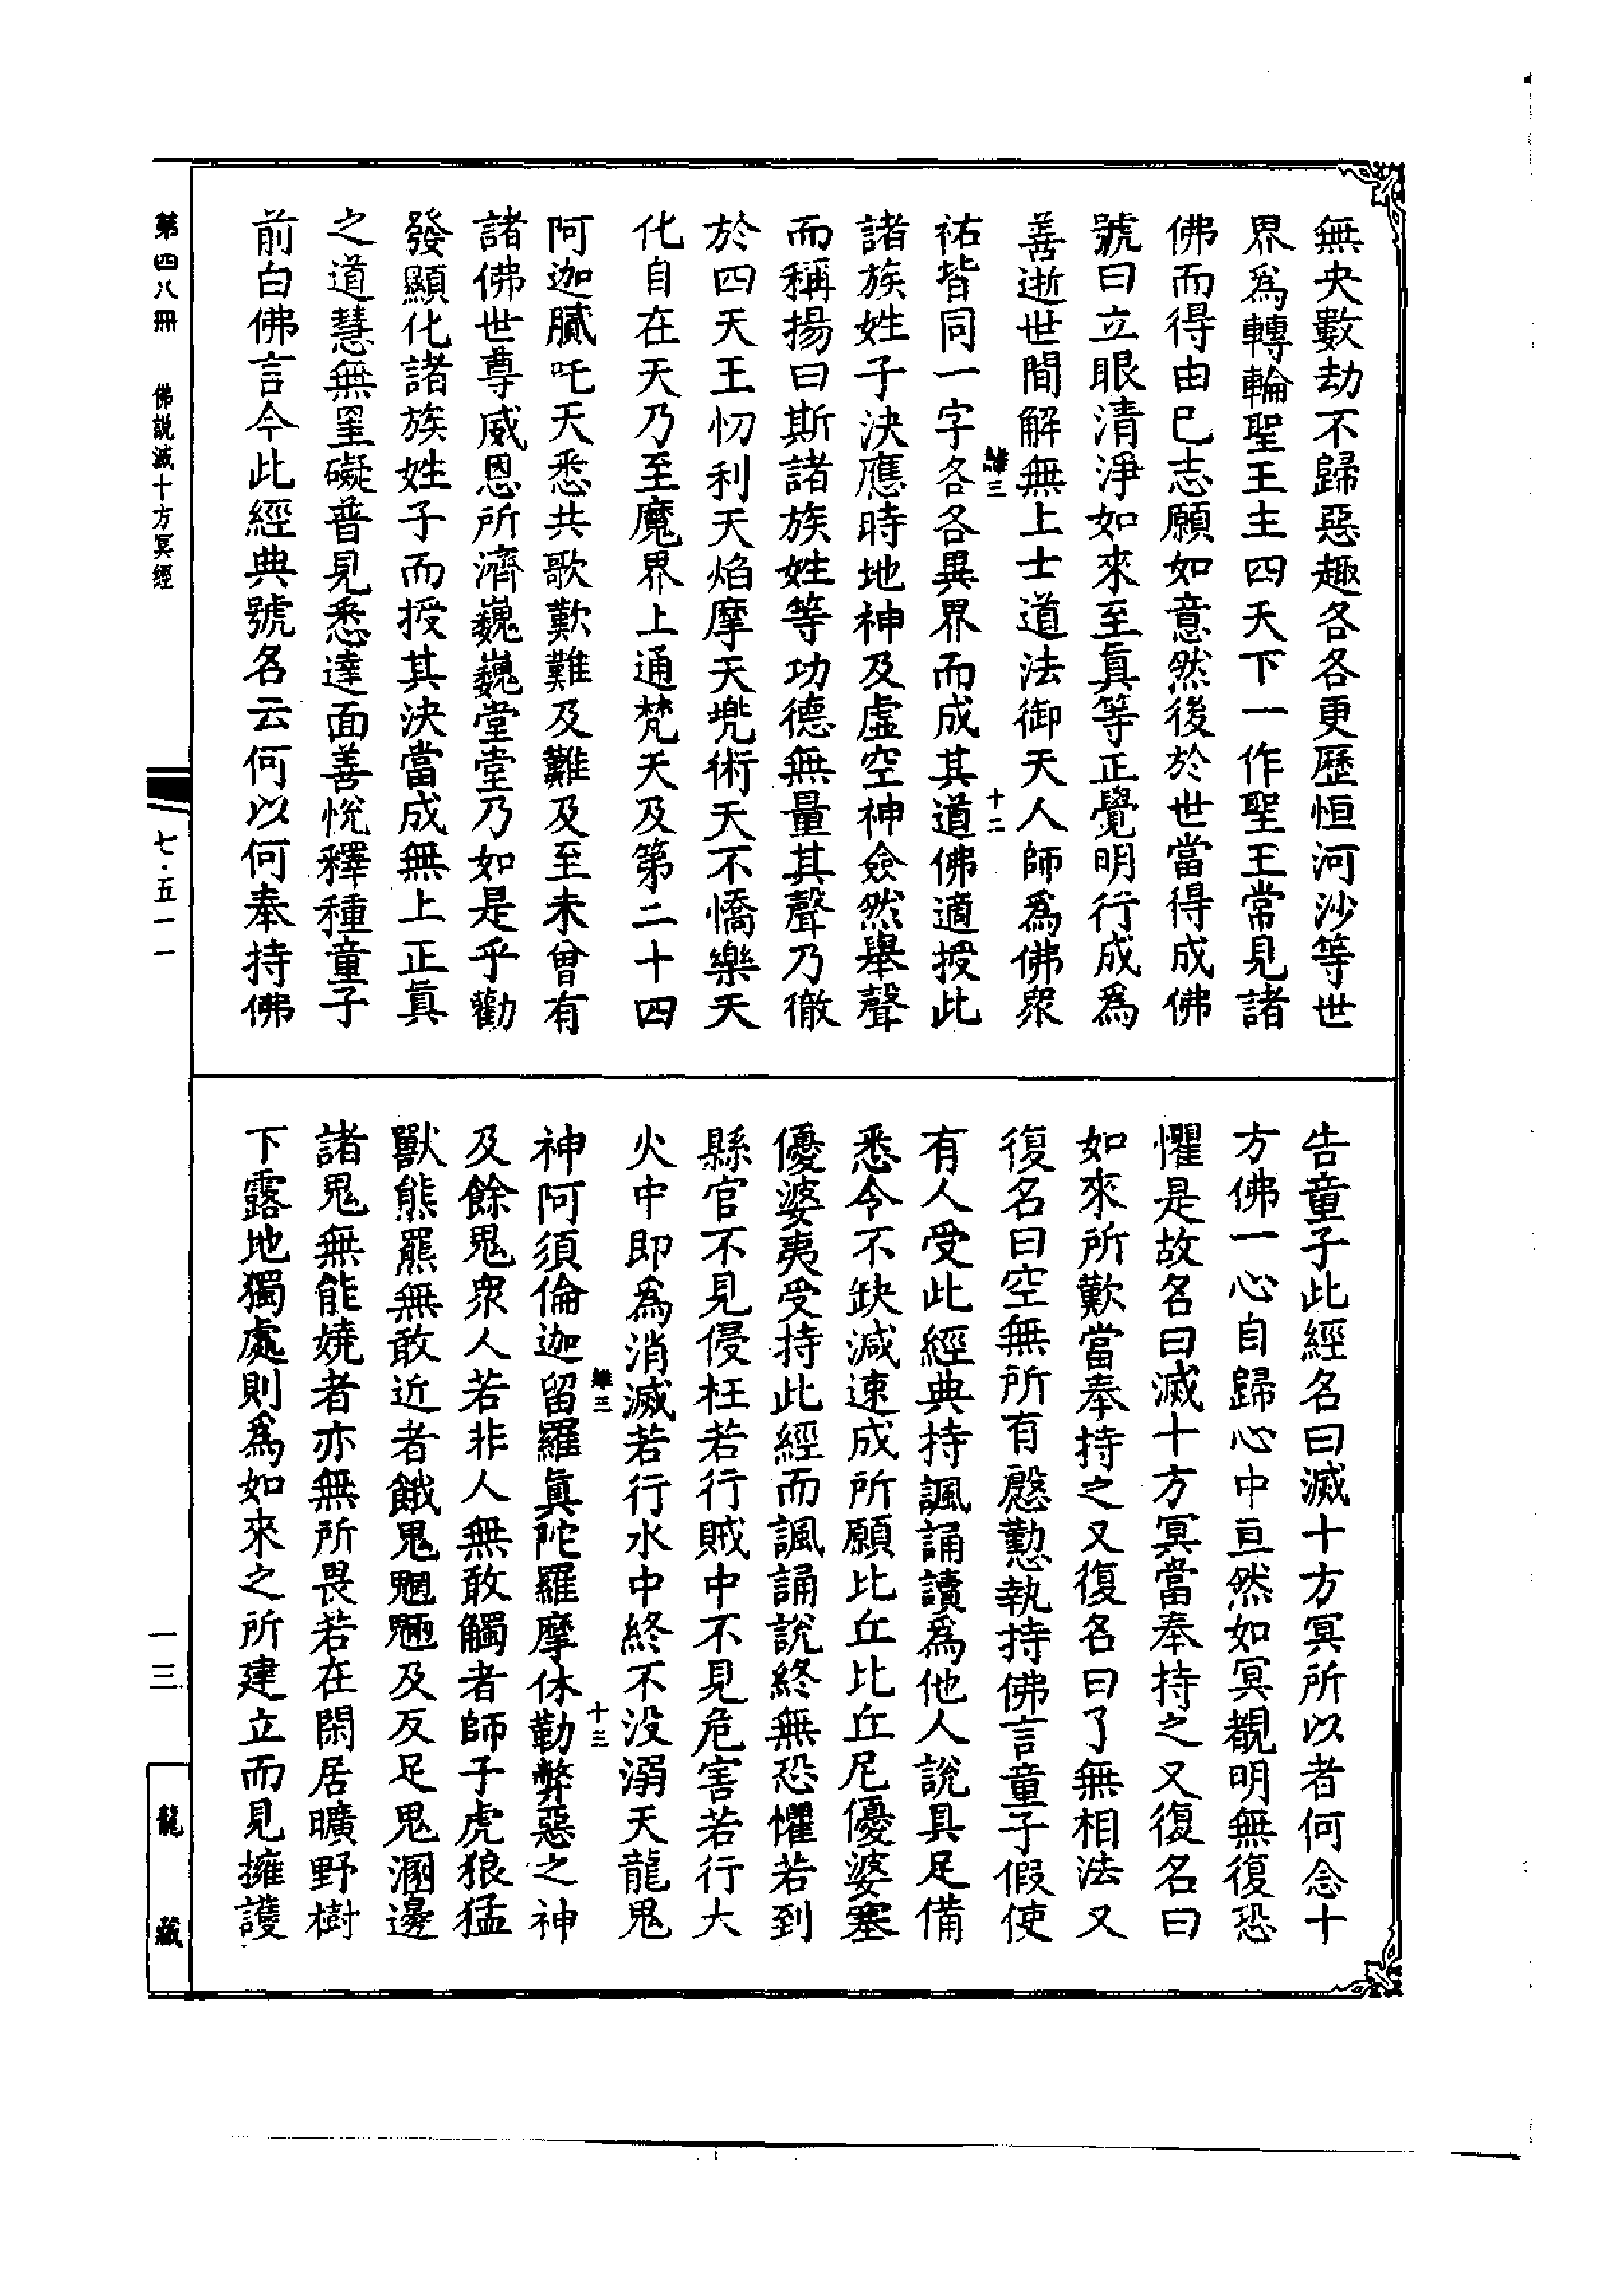 無央數劫不歸惡趣各各更歷恒河沙等世
界爲轉輪聖王主四天下一作聖王常見諸
佛而得由已志願如意然後於世當得成佛
號曰立眼清淨如來至眞等正覺明行成爲
善逝世間解無上士道法御天人師爲佛衆
維三
十二
祐皆同一字各各異界而成其道佛適授此
諸族姓子決應時地神及虛空神僉然舉聲
而稱揚曰斯諸族姓等功德無量其聲乃徹
於四天王忉利天焰摩天兜術天不憍樂天
化自在天乃至魔界上通梵天及第二十四
阿迦膩吒天悉共歌歎難及難及至未曾有
諸佛世尊威恩所濟巍巍堂堂乃如是乎勸
發顯化諸族姓子而授其決當成無上正眞
之道慧無罣礙普見悉達面善悅釋種童子
前白佛言今此經典號名云何以何奉持佛
告童子此經名曰滅十方冥所以者何念十
方佛一心自歸心中亘然如冥覩明無復恐
懼是故名曰滅十方冥當奉持之又復名曰
如來所歎當奉持之又復名曰了無相法又
復名曰空無所有慇懃執持佛言童子假使
有人受此經典持諷誦讀爲他人說具足備
悉令不缺減速成所願比丘比丘尼優婆塞
優婆夷受持此經而諷誦說終無恐懼若到
縣官不見侵枉若行賊中不見危害若行大
火中即爲消滅若行水中終不没溺天龍鬼
維三
十三
神阿須倫迦留羅眞陀羅摩休勒弊惡之神
及餘鬼衆人若非人無敢觸者師子虎狼猛
獸熊羆無敢近者餓鬼魍魎及反足鬼溷邊
諸鬼無能嬈者亦無所畏若在閑居曠野樹
下露地獨處則爲如來之所建立而見擁護
第四八冊 佛説滅十方冥經
七·五一一
一三
龍藏